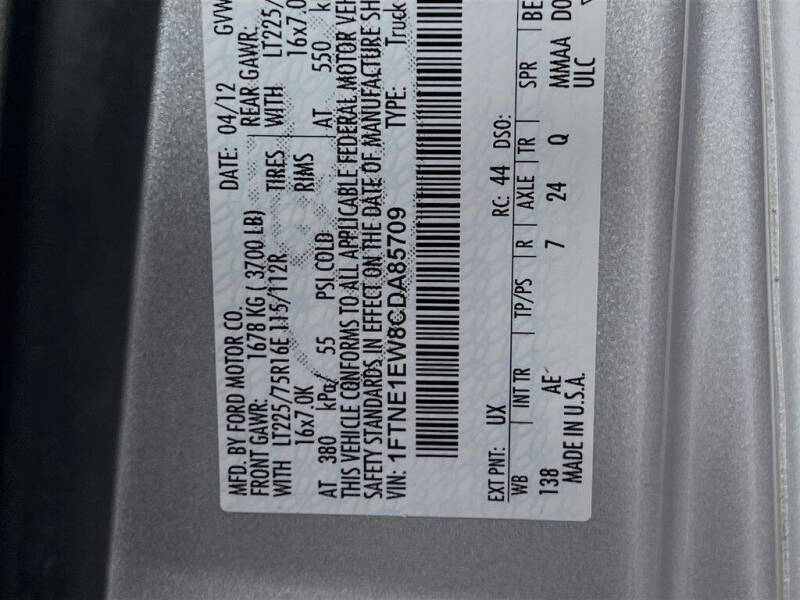 MFD. BY FORD MOTOR CO. DATE: 04/12 GVW
FRONT GAWR: 1678 KG ( 3700 LB) REAR GAWR:
WITH LT225/75R16E 115/112R TIRES WITH LT225/
16x7.0K RIMS 16x7.0
AT 380 kPa/ 55 PSI COLD AT 550 k
THIS VEHICLE CONFORMS TO ALL APPLICABLE FEDERAL MOTOR VEH
SAFETY STANDARDS IN EFFECT ON THE DATE OF MANUFACTURE SH
VIN: 1FTNE1EW8CDA85709 TYPE: Truck
EXT PNT: UX RC: 44 DSO:
WB INT TR TP/PS R AXLE TR SPR BE
138 AE 7 24 Q MMAA DO
MADE IN U.S.A. ULC